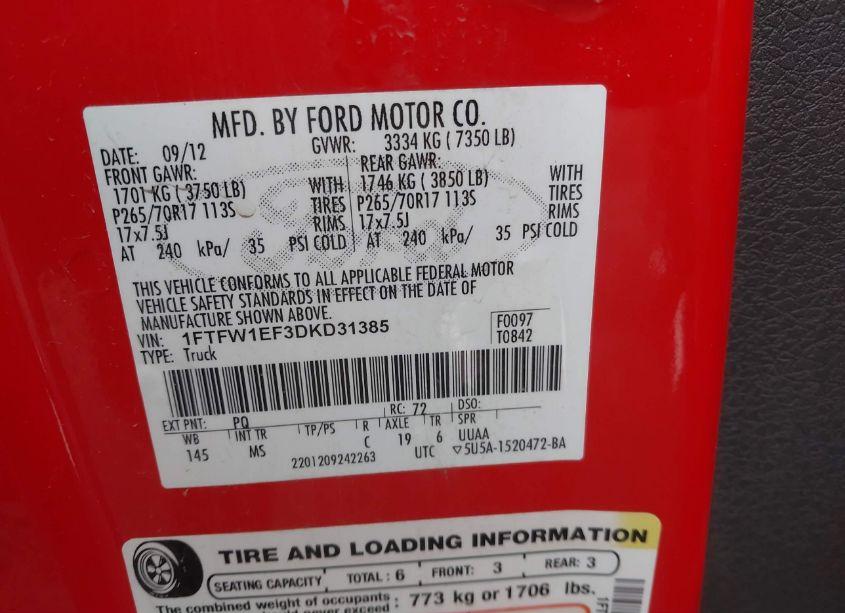 MFD. BY FORD MOTOR CO.
DATE: 09/12 GVWR: 3334 KG ( 7350 LB)
FRONT GAWR: REAR GAWR:
1701 KG ( 3750 LB) WITH 1746 KG ( 3850 LB) WITH
P265/70R17 113S TIRES P265/70R17 113S TIRES
17x7.5J RIMS 17x7.5J RIMS
AT 240 kPa/ 35 PSI COLD AT 240 kPa/ 35 PSI COLD
THIS VEHICLE CONFORMS TO ALL APPLICABLE FEDERAL MOTOR
VEHICLE SAFETY STANDARDS IN EFFECT ON THE DATE OF
MANUFACTURE SHOWN ABOVE.
VIN: 1FTFW1EF3DKD31385 F0097
TYPE: Truck T0842
EXT PNT: PQ RC: 72 DSO:
WB INT TR TP/PS R AXLE TR SPR
145 MS C 19 6 UUAA
2201209242263 UTC ▽5U5A-1520472-BA
TIRE AND LOADING INFORMATION
SEATING CAPACITY TOTAL : 6 FRONT: 3 REAR: 3
The combined weight of occupants : 773 kg or 1706 lbs.